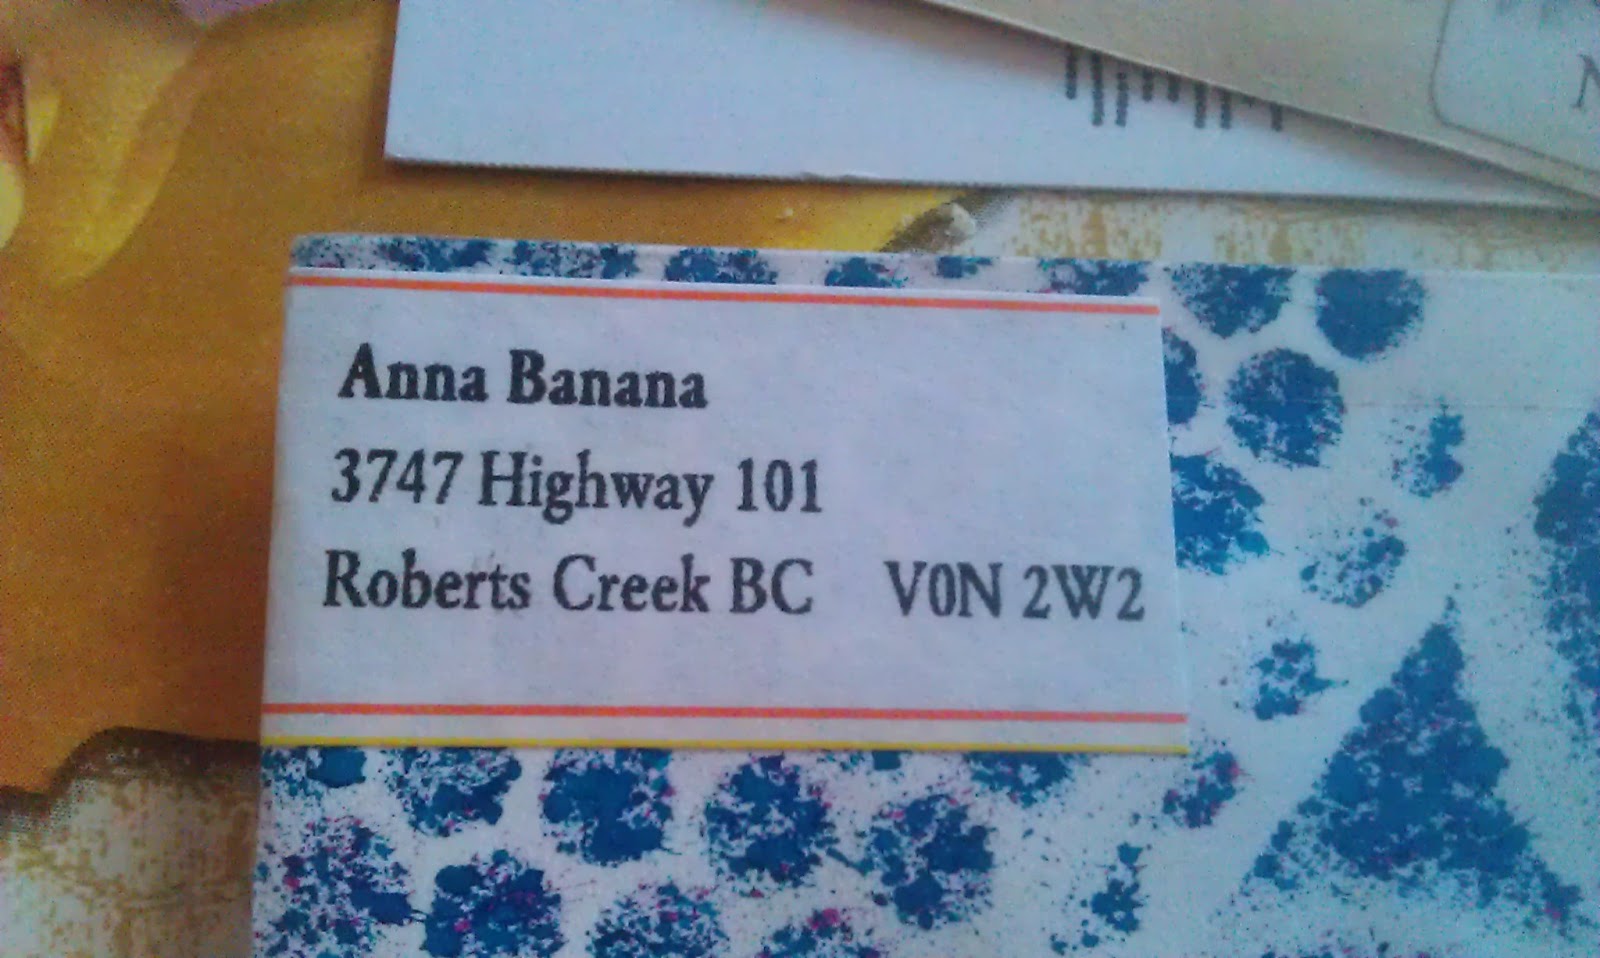 Anna Banana
3747 Highway 101
Roberts Creek BC V0N 2W2